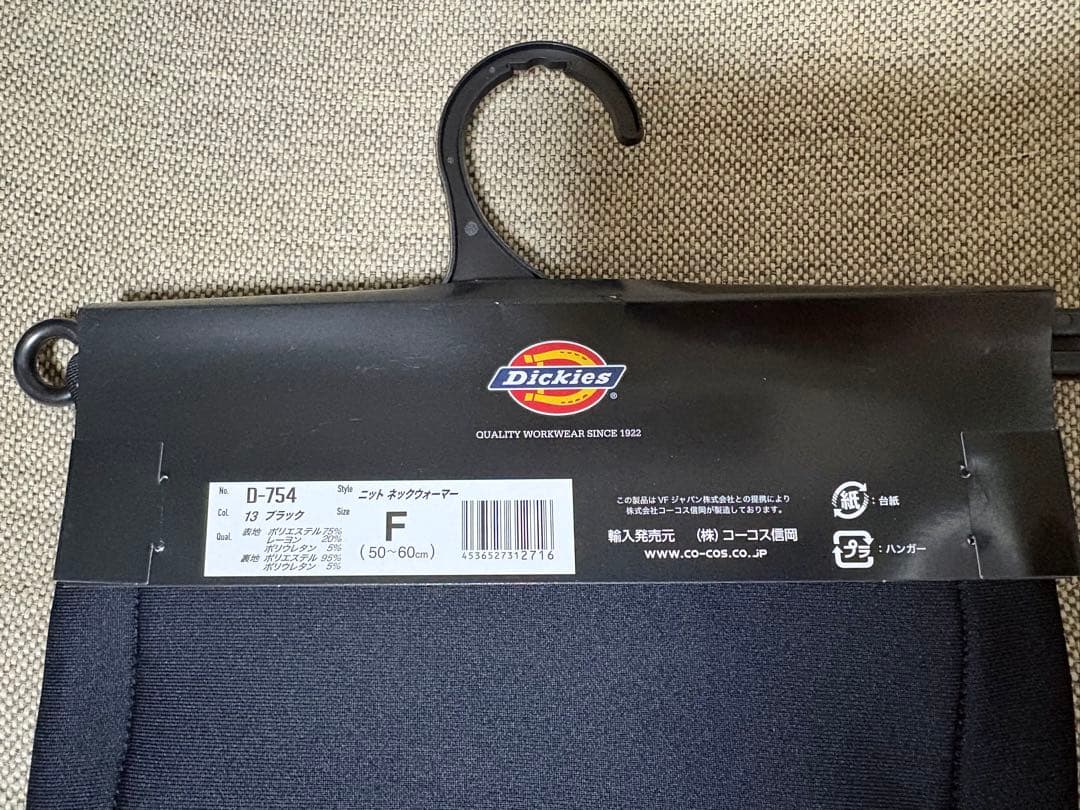 Dickies®
QUALITY WORKWEAR SINCE 1922
No. D-754 Style ニット ネックウォーマー
Col. 13 ブラック Size F
(50~60cm)
Qual. 表地 ポリエステル75%
レーヨン 20%
ポリウレタン 5%
裏地 ポリエステル 95%
ポリウレタン 5%
4536527312716
この製品は VF ジャパン株式会社との提携により
株式会社コーコス信岡が製造しております。
輸入発売元 (株) コーコス信岡
www.co-cos.co.jp
紙 : 台紙
プラ : ハンガー